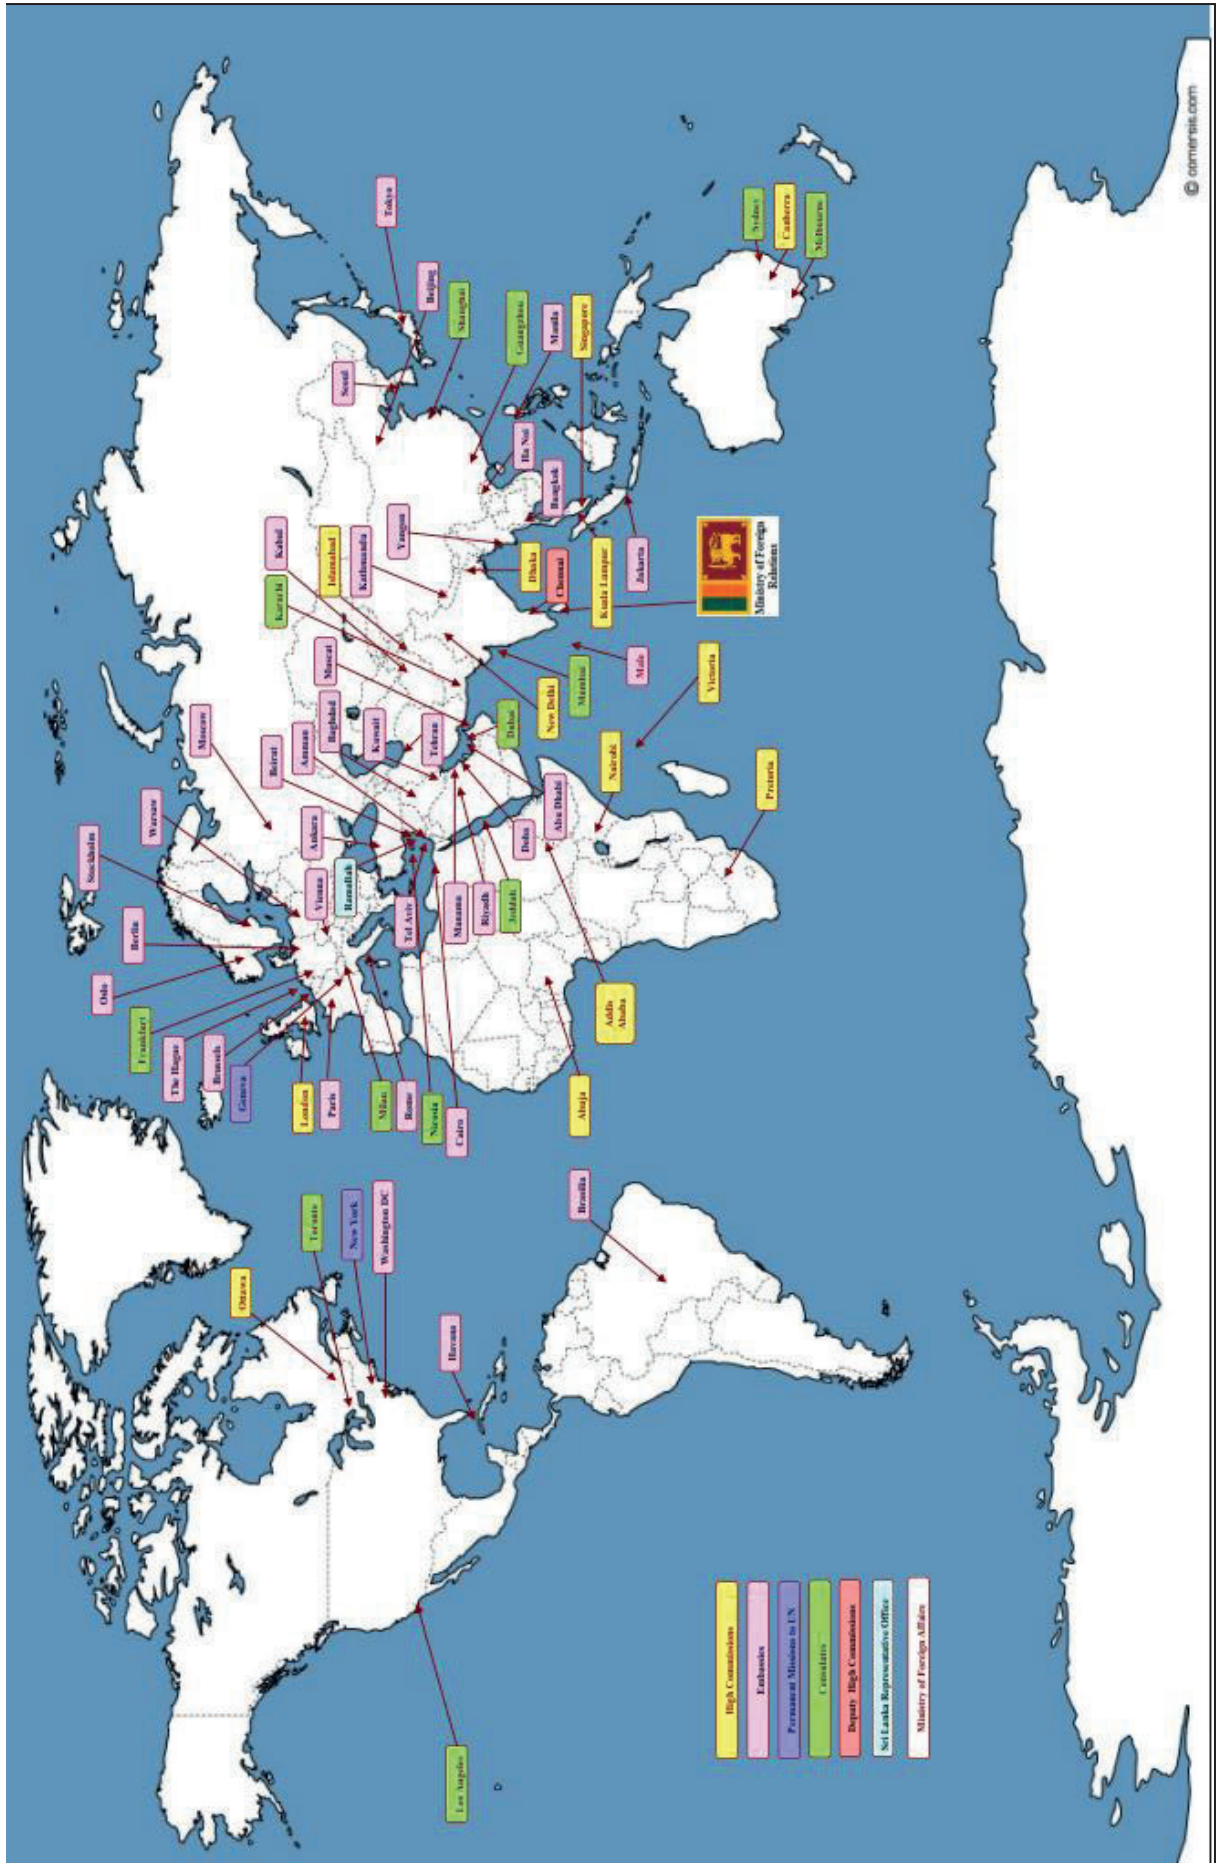 Ottawa
Toronto
New York
Washington DC
Havana
Los Angeles
Brasilia
Oslo
Berlin
Stockholm
Warsaw
Moscow
Frankfurt
The Hague
Brussels
Geneva
London
Paris
Milan
Rome
Nicosia
Cairo
Vienna
Ankara
Ramallah
Tel Aviv
Beirut
Amman
Baghdad
Kuwait
Muscat
Tehran
Manama
Riyadh
Jeddah
Doha
Abu Dhabi
Dubai
Abuja
Addis
Ababa
Nairobi
Victoria
Pretoria
Karachi
Kabul
Islamabad
Kathmandu
Yangon
New Delhi
Mumbai
Male
Dhaka
Chennai
Kuala Lumpur
Jakarta
Ministry of Foreign
Relations
Seoul
Tokyo
Beijing
Shanghai
Guangzhou
Manila
Singapore
Ha Noi
Bangkok
Sydney
Canberra
Melbourne
High Commissions
Embassies
Permanent Missions to UN
Consulates
Deputy High Commissions
Sri Lanka Representative Office
Ministry of Foreign Affairs
© comersis.com